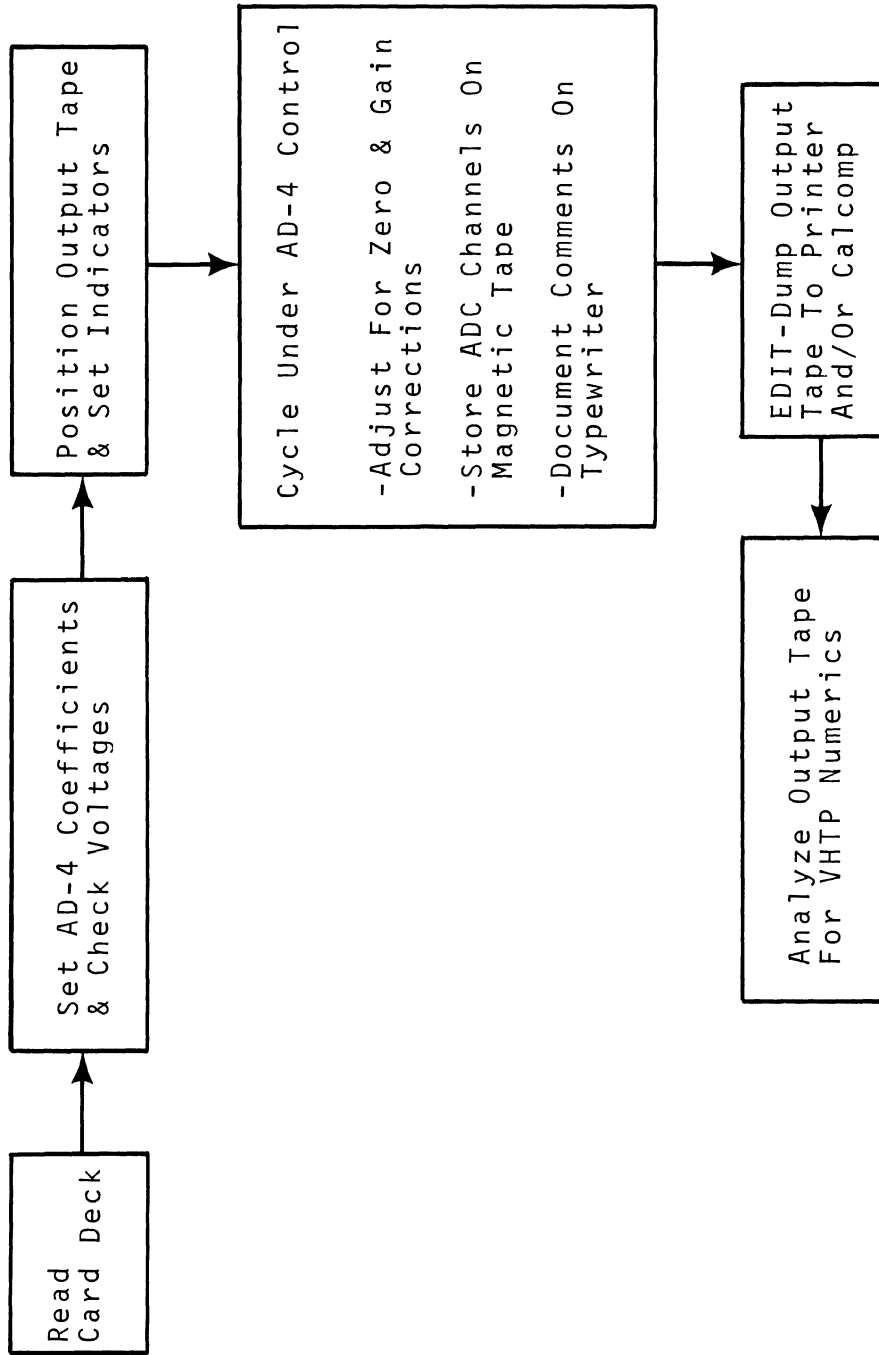 Read
Card Deck
Set AD-4 Coefficients
& Check Voltages
Position Output Tape
& Set Indicators
Cycle Under AD-4 Control
-Adjust For Zero & Gain
Corrections
-Store ADC Channels On
Magnetic Tape
-Document Comments On
Typewriter
EDIT-Dump Output
Tape To Printer
And/Or Calcomp
Analyze Output Tape
For VHTP Numerics